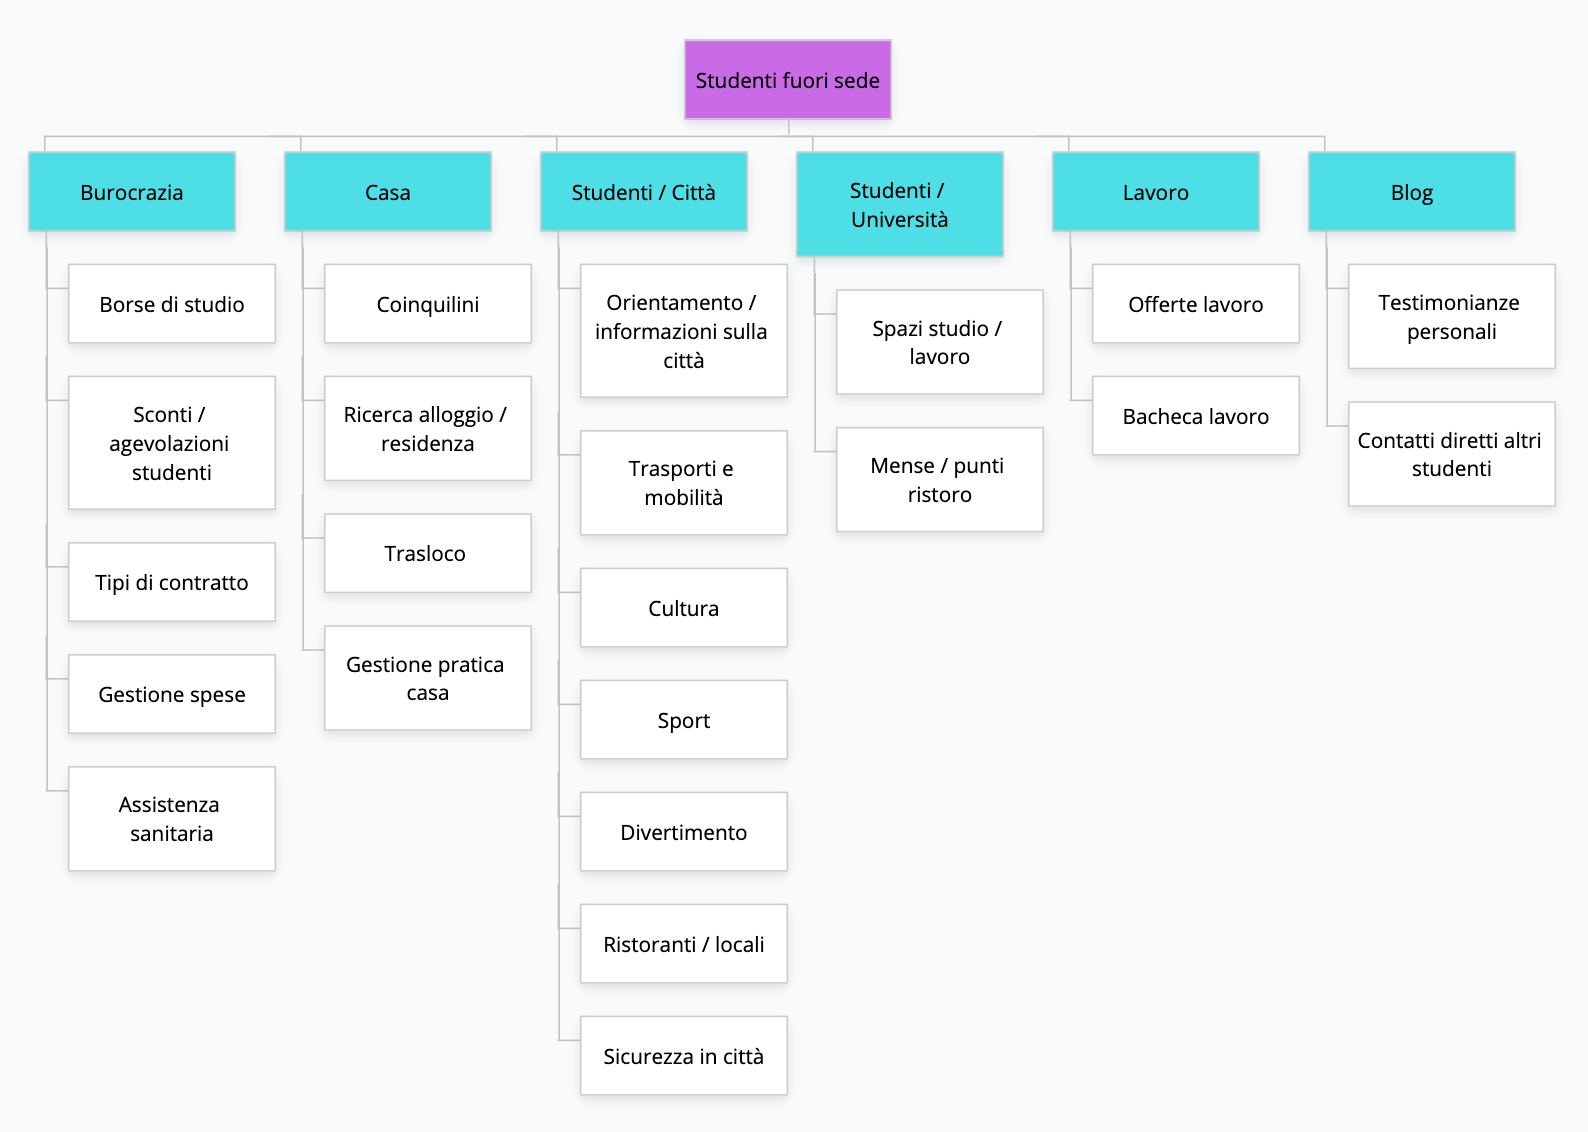 Studenti fuori sede
Burocrazia
Borse di studio
Sconti /
agevolazioni
studenti
Tipi di contratto
Gestione spese
Assistenza
sanitaria
Casa
Coinquilini
Ricerca alloggio /
residenza
Trasloco
Gestione pratica
casa
Studenti / Città
Orientamento /
informazioni sulla
città
Trasporti e
mobilità
Cultura
Sport
Divertimento
Ristoranti / locali
Sicurezza in città
Studenti /
Università
Spazi studio /
lavoro
Mense / punti
ristoro
Lavoro
Offerte lavoro
Bacheca lavoro
Blog
Testimonianze
personali
Contatti diretti altri
studenti